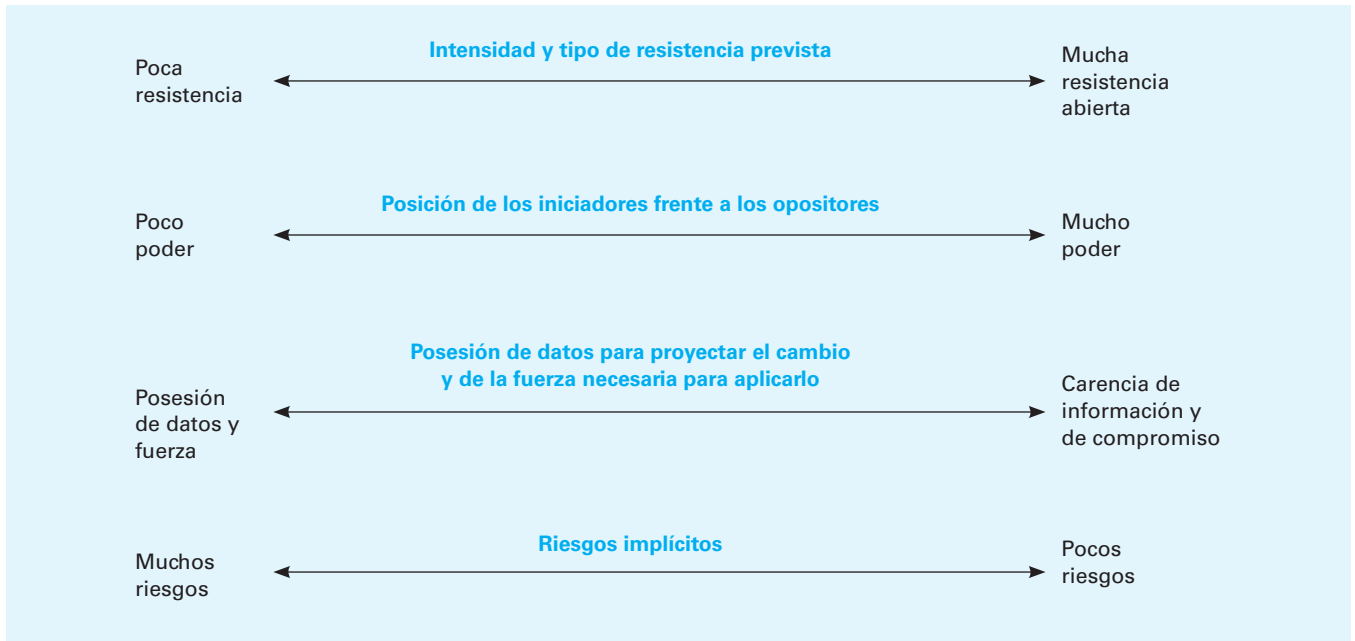 Intensidad y tipo de resistencia prevista
Poca
resistencia
Mucha
resistencia
abierta
Posición de los iniciadores frente a los opositores
Poco
poder
Mucho
poder
Posesión de datos para proyectar el cambio
y de la fuerza necesaria para aplicarlo
Posesión
de datos y
fuerza
Carencia de
información y
de compromiso
Riesgos implícitos
Muchos
riesgos
Pocos
riesgos